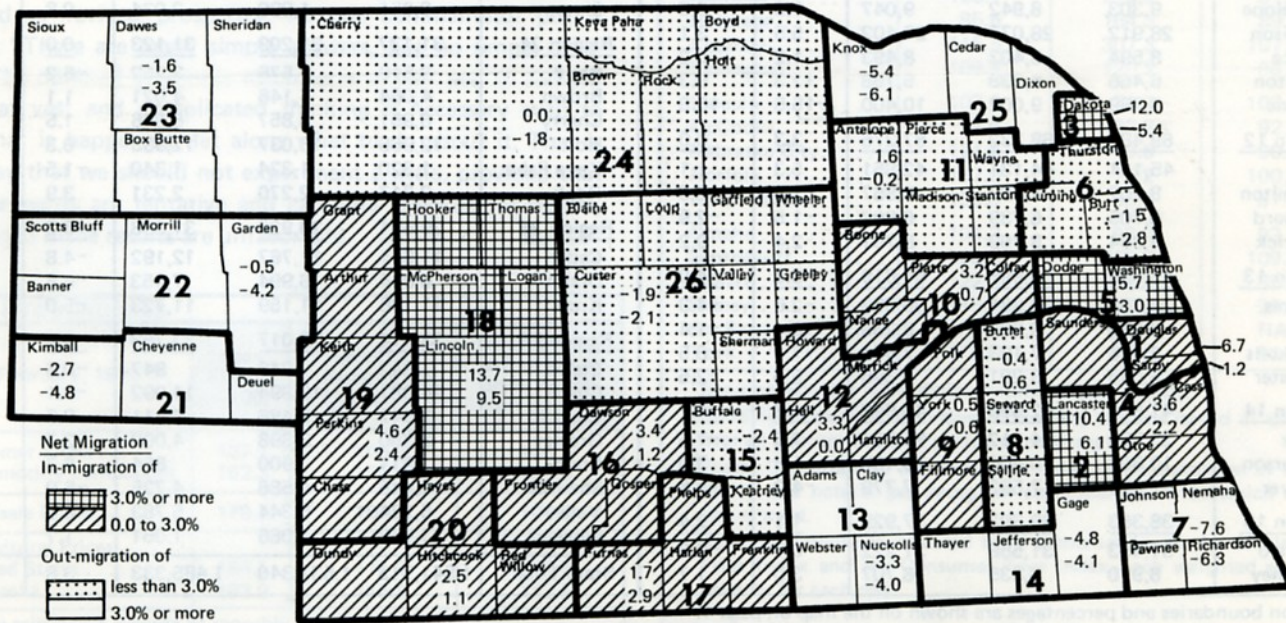 Sioux
Dawes
Sheridan
−1.6
−3.5
23
Box Butte
Cherry
Keya Paha
Boyd
Brown
Rock
Holt
0.0
−1.8
24
Knox
−5.4
−6.1
Cedar
Dixon
25
Dakota
3
−12.0
−5.4
Thurston
6
Cuming
Burt
−1.5
−2.8
Antelope
Pierce
1.6
−0.2
11
Wayne
Madison
Stanton
Scotts Bluff
Morrill
Garden
Banner
22
−0.5
−4.2
Kimball
−2.7
−4.8
Cheyenne
21
Deuel
Grant
Arthur
Keith
19
Perkins
4.6
2.4
Chase
Hooker
Thomas
McPherson
Logan
18
Lincoln
13.7
9.5
Blaine
Loup
Garfield
Wheeler
Custer
−1.9
−2.1
26
Valley
Greeley
Sherman
Boone
Platte
3.2
0.7
Colfax
10
Nance
Merrick
Dodge
Washington
5.7
3.0
5
Saunders
Douglas
1
Sarpy
−6.7
−1.2
Cass
4
3.6
2.2
Otoe
Howard
12
Hall
3.3
0.0
Hamilton
Polk
York
0.5
0.6
9
Fillmore
Butler
−0.4
−0.6
Seward
8
Saline
Lancaster
10.4
6.1
2
Dawson
3.4
1.2
16
Gosper
Frontier
Buffalo
1.1
−2.4
15
Kearney
Phelps
Adams
Clay
13
Webster
Nuckolls
−3.3
−4.0
Thayer
Jefferson
14
Gage
−4.8
−4.1
Johnson
Nemaha
7
−7.6
Pawnee
Richardson
−6.3
Hayes
20
Dundy
Hitchcock
2.5
1.1
Red
Willow
Furnas
2.9
Harlan
17
Franklin
Net Migration
In-migration of
3.0% or more
0.0 to 3.0%
Out-migration of
less than 3.0%
3.0% or more